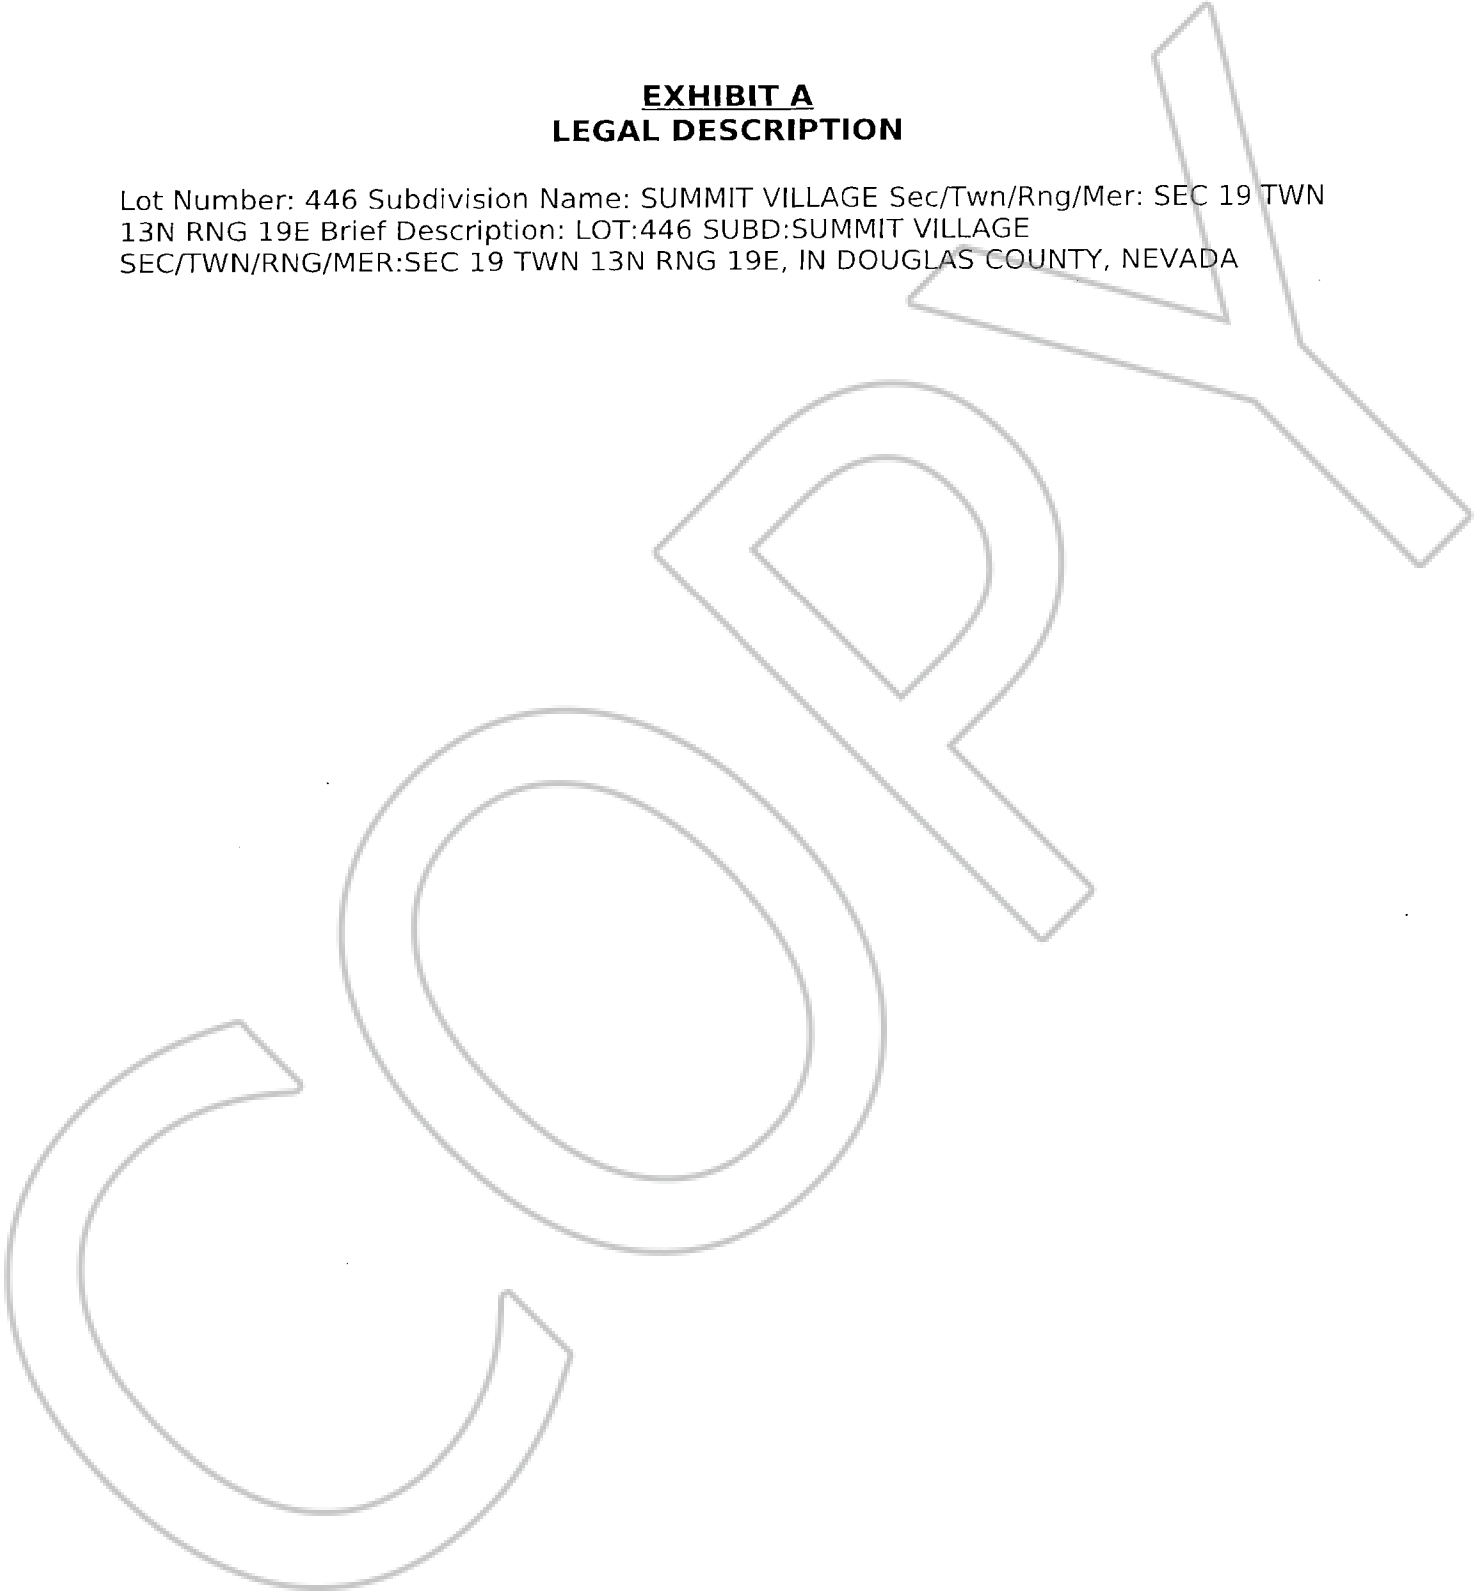 EXHIBIT A
LEGAL DESCRIPTION
Lot Number: 446 Subdivision Name: SUMMIT VILLAGE Sec/Twn/Rng/Mer: SEC 19 TWN
13N RNG 19E Brief Description: LOT:446 SUBD:SUMMIT VILLAGE
SEC/TWN/RNG/MER:SEC 19 TWN 13N RNG 19E, IN DOUGLAS COUNTY, NEVADA
COPY